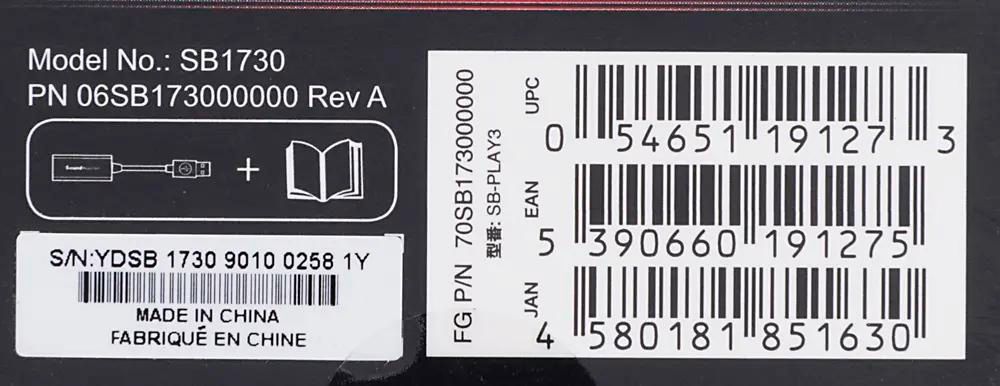 Model No.: SB1730
PN 06SB173000000 Rev A
+
S/N:YDSB 1730 9010 0258 1Y
MADE IN CHINA
FABRIQUÉ EN CHINE
FG P/N 70SB173000000
型番: SB-PLAY3
UPC
0 54651 19127 3
EAN
5 390660 191275
JAN
4 580181 851630